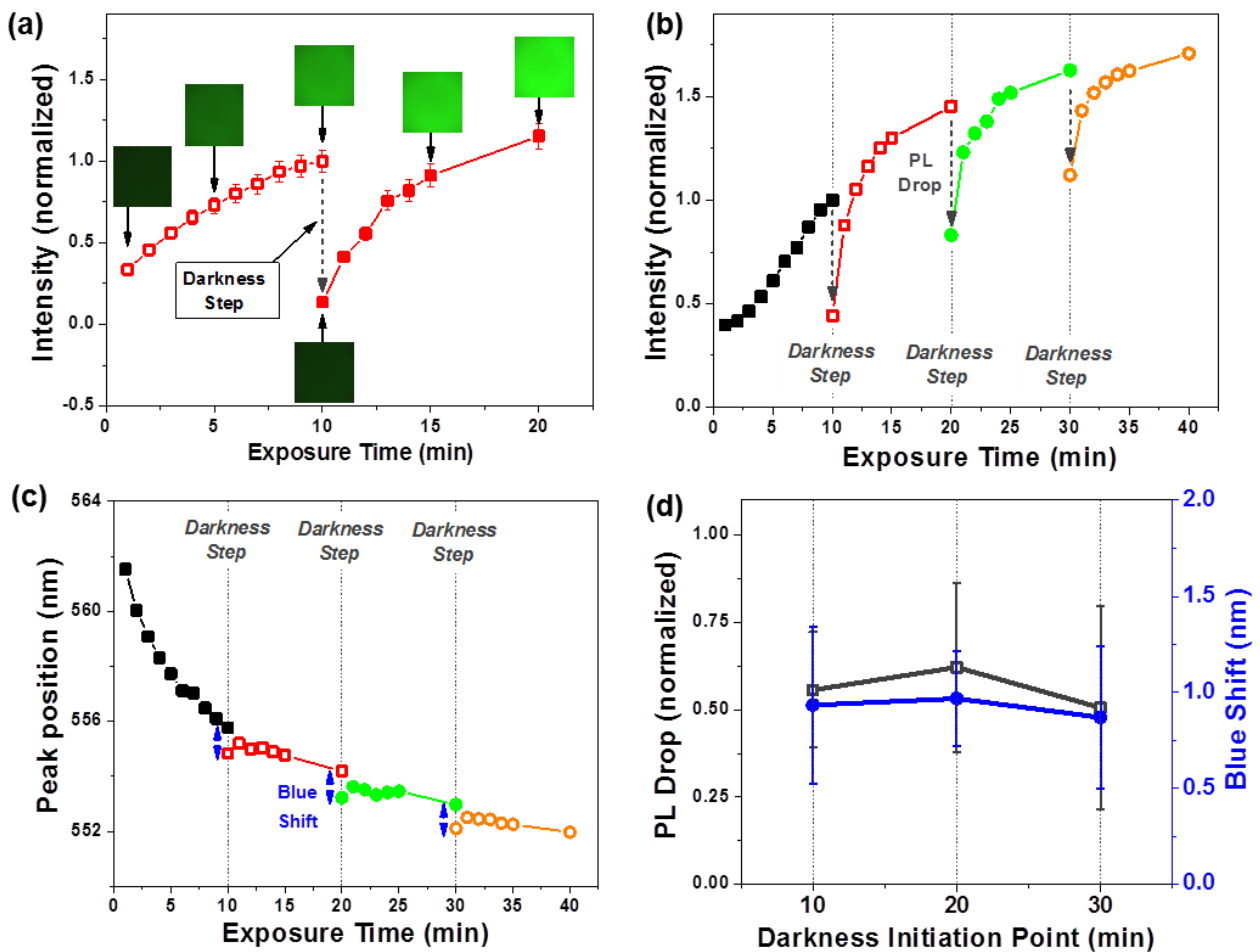 (a)
Intensity (normalized)
1.5
1.0
0.5
0.0
-0.5
Darkness
Step
0 5 10 15 20
Exposure Time (min)
(b)
Intensity (normalized)
1.5
1.0
0.5
0.0
PL
Drop
Darkness Darkness Darkness
Step Step Step
0 5 10 15 20 25 30 35 40
Exposure Time (min)
(c)
Peak position (nm)
564
560
556
552
Darkness Darkness Darkness
Step Step Step
Blue
Shift
0 5 10 15 20 25 30 35 40
Exposure Time (min)
(d)
PL Drop (normalized)
1.00
0.75
0.50
0.25
0.00
2.0
1.5
1.0
0.5
0.0
Blue Shift (nm)
10 20 30
Darkness Initiation Point (min)